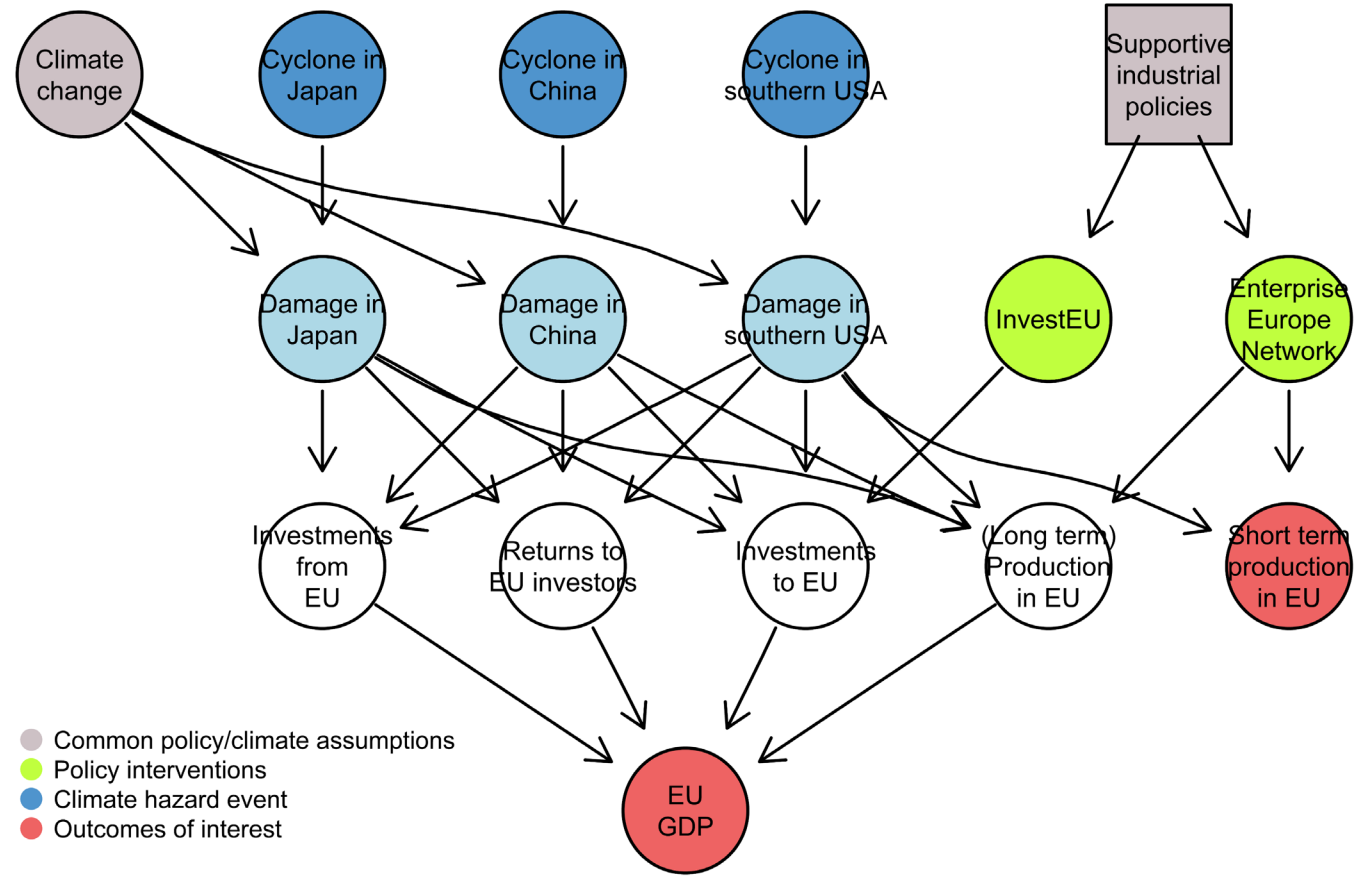 Climate
change
Cyclone in
Japan
Cyclone in
China
Cyclone in
southern USA
Supportive
industrial
policies
Damage in
Japan
Damage in
China
Damage in
southern USA
InvestEU
Enterprise
Europe
Network
Investments
from
EU
Returns to
EU investors
Investments
to EU
(Long term)
Production
in EU
Short term
production
in EU
EU
GDP
Common policy/climate assumptions
Policy interventions
Climate hazard event
Outcomes of interest